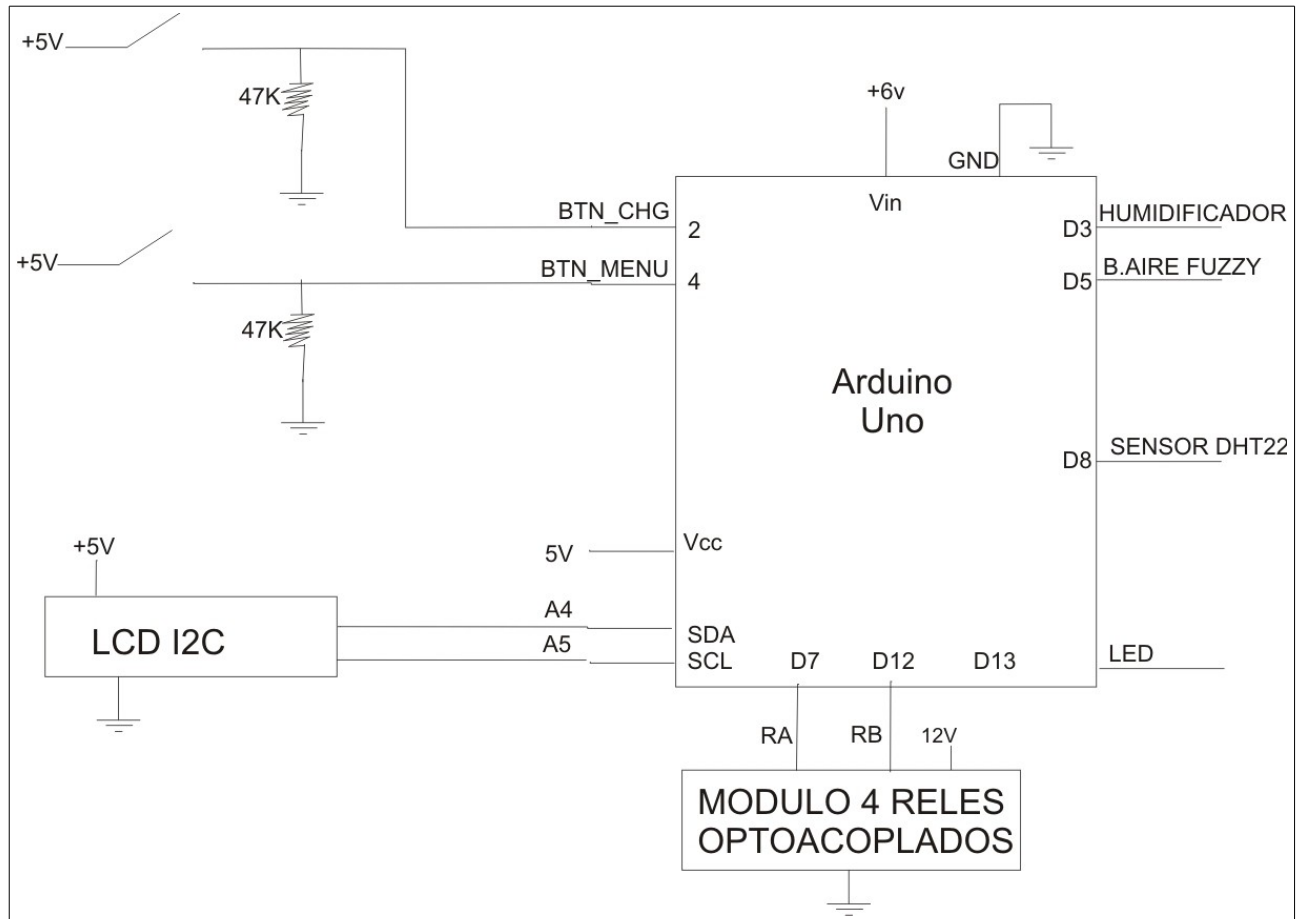 +5V
47K
+6v
GND
BTN_CHG
Vin
2
D3
HUMIDIFICADOR
+5V
BTN_MENU
4
D5
B.AIRE FUZZY
47K
Arduino
Uno
D8
SENSOR DHT22
+5V
5V
Vcc
LCD I2C
A4
SDA
A5
SCL
D7
D12
D13
LED
RA
RB
12V
MODULO 4 RELES
OPTOACOPLADOS